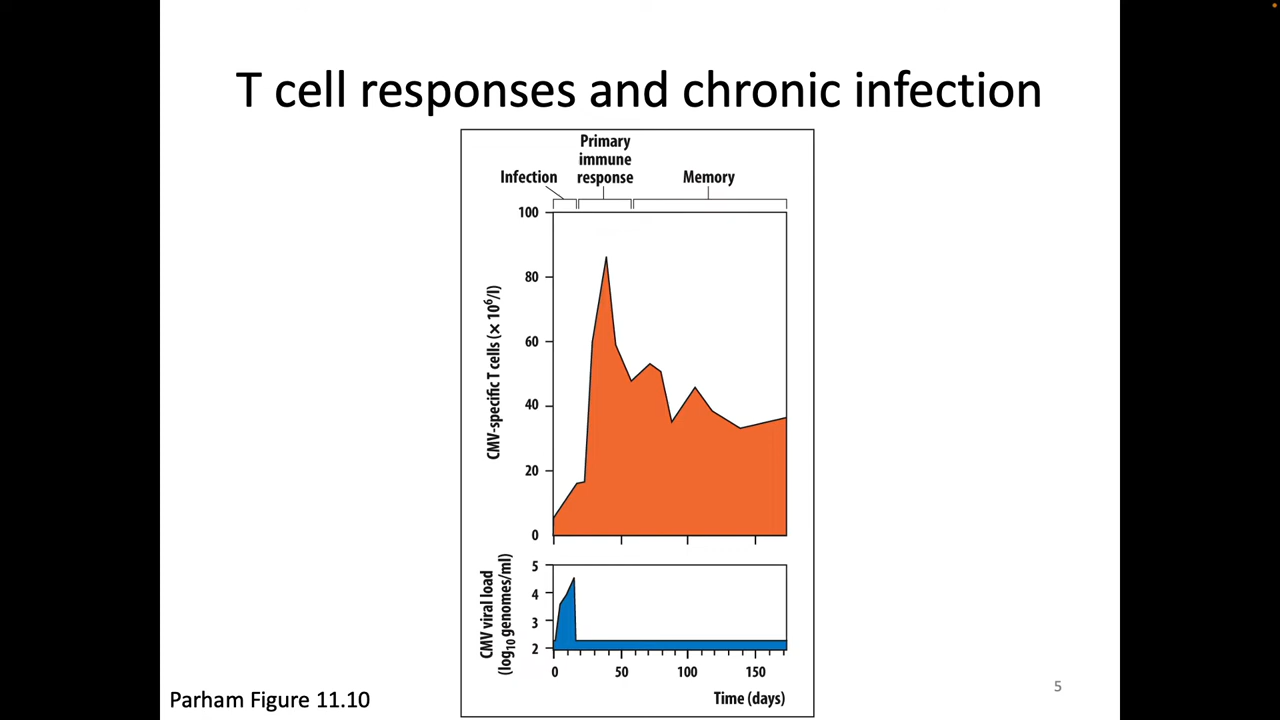 T cell responses and chronic infection
Primary
immune
response
Infection
Memory
100
80
60
40
20
0
CMV-specific T cells (× 10⁶/l)
5
4
3
2
CMV viral load
(log₁₀ genomes/ml)
0
50
100
150
Time (days)
Parham Figure 11.10
5